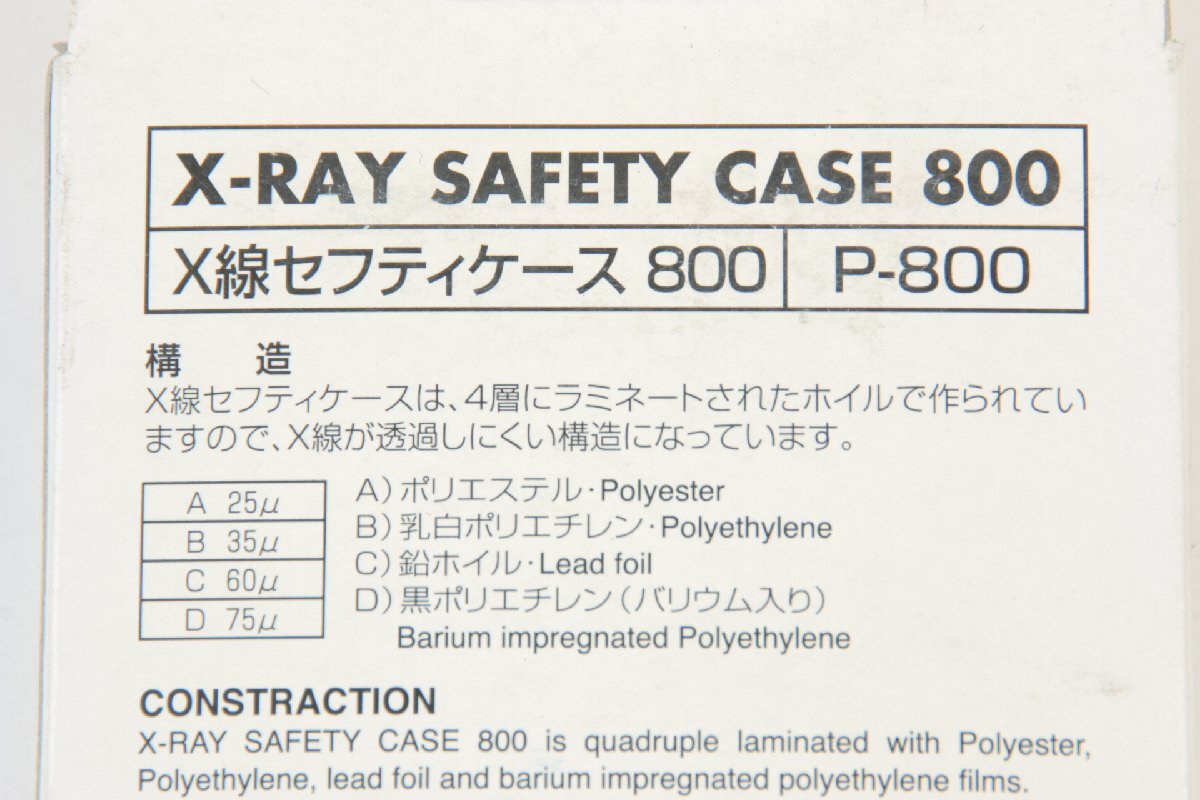 X-RAY SAFETY CASE 800
X線セフティケース 800 P-800
構 造
X線セフティケースは、4層にラミネートされたホイルで作られてい
ますので、X線が透過しにくい構造になっています。
A 25μ
B 35μ
C 60μ
D 75μ
A）ポリエステル・Polyester
B）乳白ポリエチレン・Polyethylene
C）鉛ホイル・Lead foil
D）黒ポリエチレン（バリウム入り）
Barium impregnated Polyethylene
CONSTRACTION
X-RAY SAFETY CASE 800 is quadruple laminated with Polyester,
Polyethylene, lead foil and barium impregnated polyethylene films.